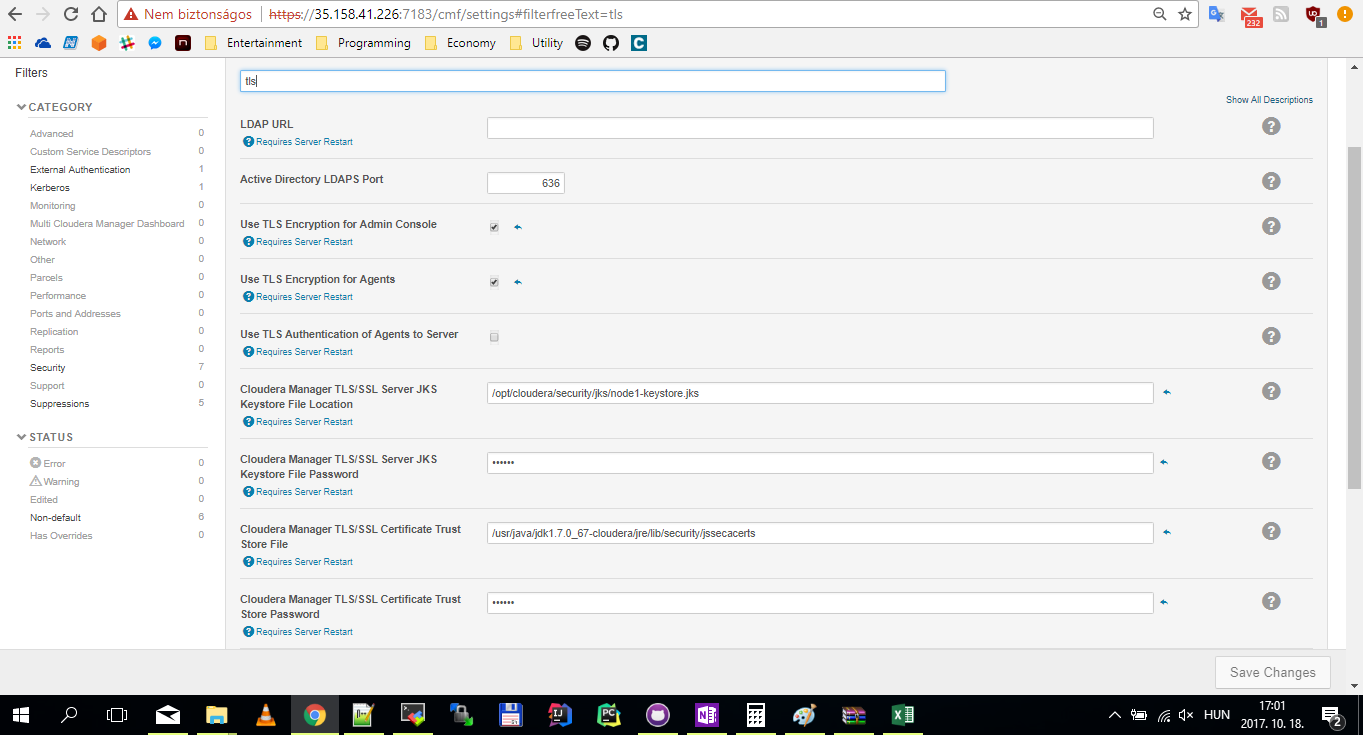 Nem biztonságos
https://35.158.41.226:7183/cmf/settings#filterfreeText=tls
232
1
Entertainment
Programming
Economy
Utility
Filters
CATEGORY
Advanced 0
Custom Service Descriptors 0
External Authentication 1
Kerberos 1
Monitoring 0
Multi Cloudera Manager Dashboard 0
Network 0
Other 0
Parcels 0
Performance 0
Ports and Addresses 0
Replication 0
Reports 0
Security 7
Support 0
Suppressions 5
STATUS
Error 0
Warning 0
Edited 0
Non-default 6
Has Overrides 0
tls
Show All Descriptions
LDAP URL
Requires Server Restart
Active Directory LDAPS Port
636
Use TLS Encryption for Admin Console
Requires Server Restart
Use TLS Encryption for Agents
Requires Server Restart
Use TLS Authentication of Agents to Server
Requires Server Restart
Cloudera Manager TLS/SSL Server JKS
Keystore File Location
/opt/cloudera/security/jks/node1-keystore.jks
Requires Server Restart
Cloudera Manager TLS/SSL Server JKS
Keystore File Password
••••••
Requires Server Restart
Cloudera Manager TLS/SSL Certificate Trust
Store File
/usr/java/jdk1.7.0_67-cloudera/jre/lib/security/jssecacerts
Requires Server Restart
Cloudera Manager TLS/SSL Certificate Trust
Store Password
••••••
Requires Server Restart
Save Changes
HUN
17:01
2017. 10. 18.
2